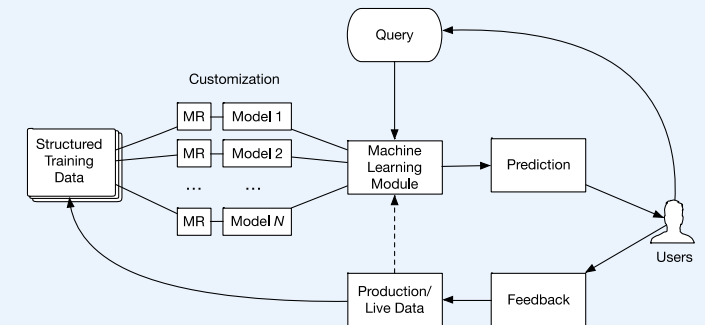 Query
Customization
MR
Model 1
Structured
Training
Data
MR
Model 2
...
...
MR
Model N
Machine
Learning
Module
Prediction
Users
Production/
Live Data
Feedback